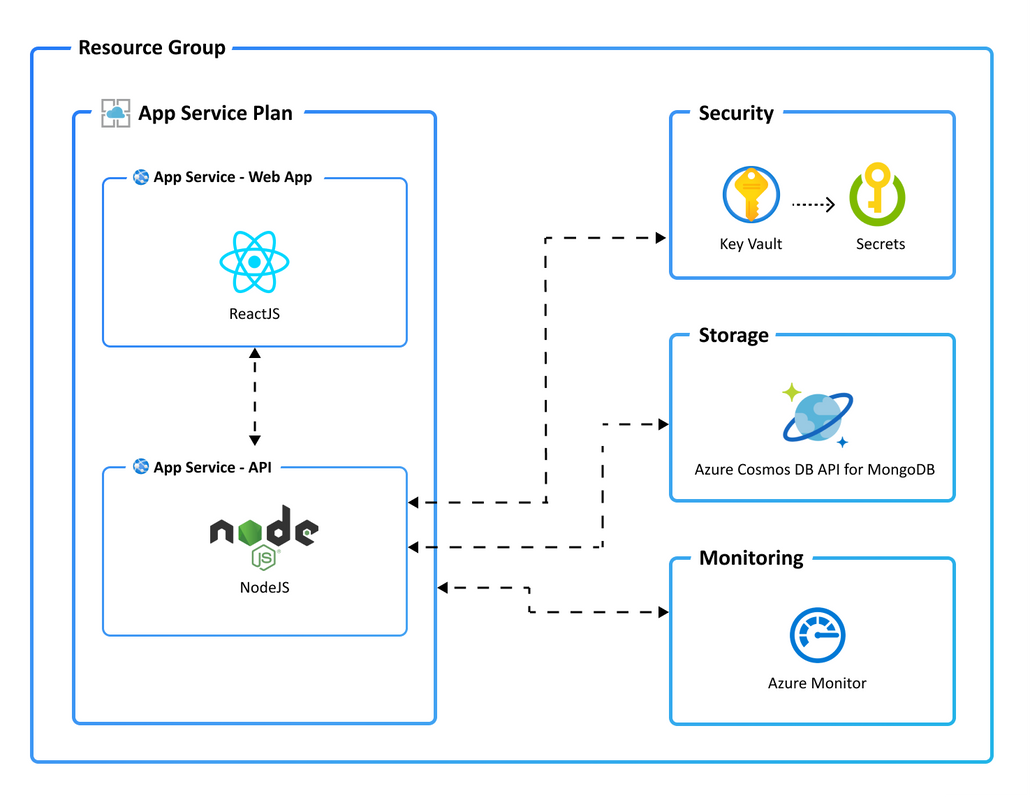 Resource Group
App Service Plan
App Service - Web App
ReactJS
App Service - API
node
JS
®
NodeJS
Security
Key Vault
Secrets
Storage
Azure Cosmos DB API for MongoDB
Monitoring
Azure Monitor